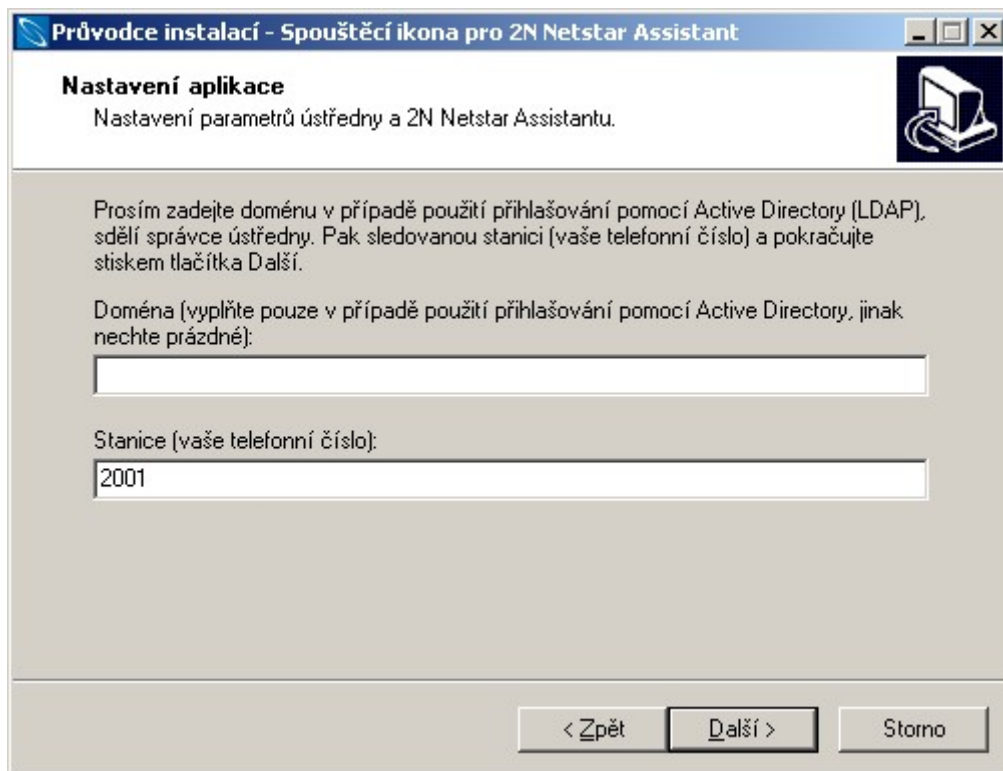 Průvodce instalací - Spouštěcí ikona pro 2N Netstar Assistant
Nastavení aplikace
Nastavení parametrů ústředny a 2N Netstar Assistantu.
Prosím zadejte doménu v případě použití přihlašování pomocí Active Directory (LDAP),
sdělí správce ústředny. Pak sledovanou stanici (vaše telefonní číslo) a pokračujte
stiskem tlačítka Další.
Doména (vyplňte pouze v případě použití přihlašování pomocí Active Directory, jinak
nechte prázdné):
Stanice (vaše telefonní číslo):
2001
< Zpět Další > Storno